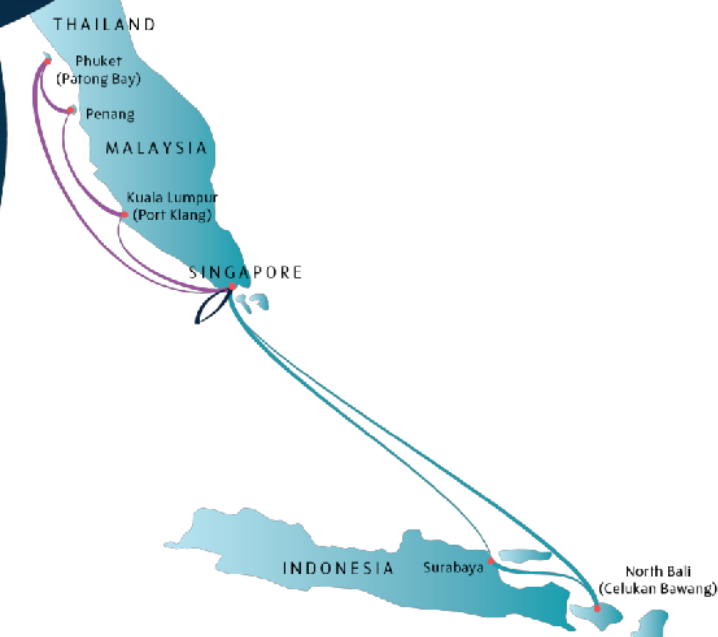 THAILAND
Phuket
(Patong Bay)
Penang
MALAYSIA
Kuala Lumpur
(Port Klang)
SINGAPORE
INDONESIA
Surabaya
North Bali
(Celukan Bawang)